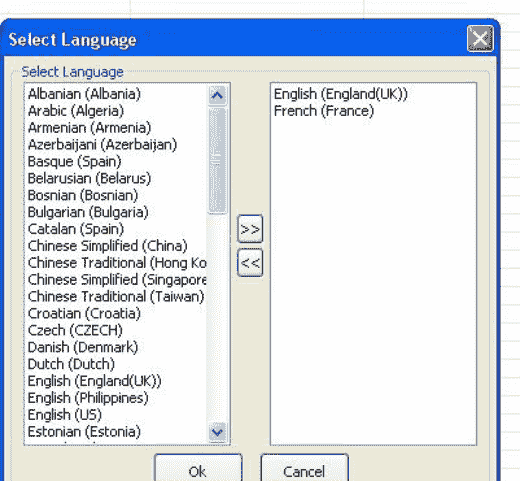 Select Language
Select Language
Albanian (Albania)
Arabic (Algeria)
Armenian (Armenia)
Azerbaijani (Azerbaijan)
Basque (Spain)
Belarusian (Belarus)
Bosnian (Bosnian)
Bulgarian (Bulgaria)
Catalan (Spain)
Chinese Simplified (China)
Chinese Traditional (Hong Ko
Chinese Simplified (Singapore
Chinese Traditional (Taiwan)
Croatian (Croatia)
Czech (CZECH)
Danish (Denmark)
Dutch (Dutch)
English (England(UK))
English (Philippines)
English (US)
Estonian (Estonia)
>>
<<
English (England(UK))
French (France)
Ok
Cancel